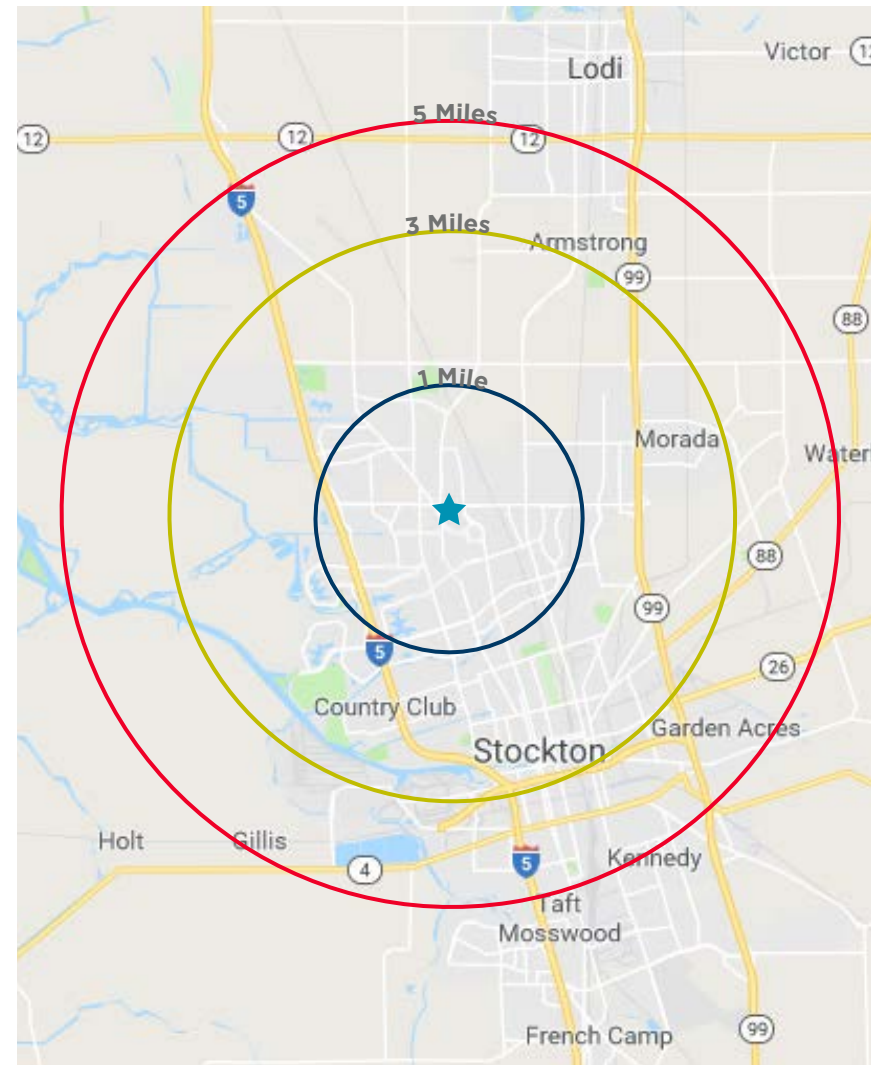 Victor
Lodi
5 Miles
12
12
12
5
3 Miles
Armstrong
99
88
1 Mile
Morada
Water
88
99
5
26
Country Club
Garden Acres
Stockton
Holt
Gillis
4
5
Kennedy
Taft
Mosswood
French Camp
99